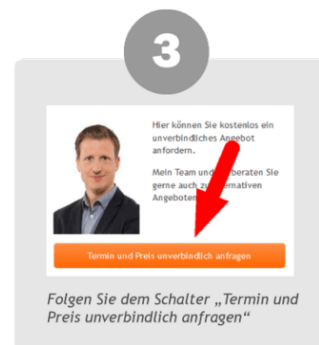 3
Hier können Sie kostenlos ein
unverbindliches Angebot
anfordern.
Mein Team und beraten Sie
gerne auch zu ernativen
Angeboten
Termin und Preis unverbindlich anfragen
Folgen Sie dem Schalter „Termin und
Preis unverbindlich anfragen“